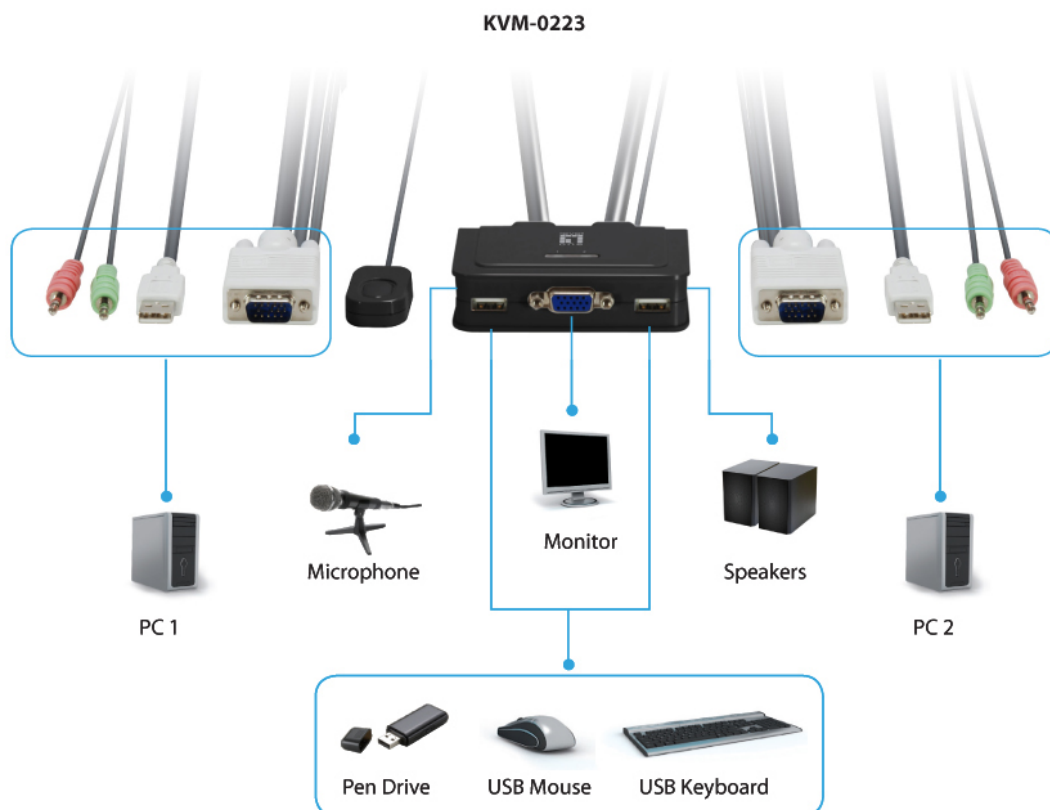 KVM-0223
Microphone
Monitor
Speakers
PC 1
PC 2
Pen Drive
USB Mouse
USB Keyboard